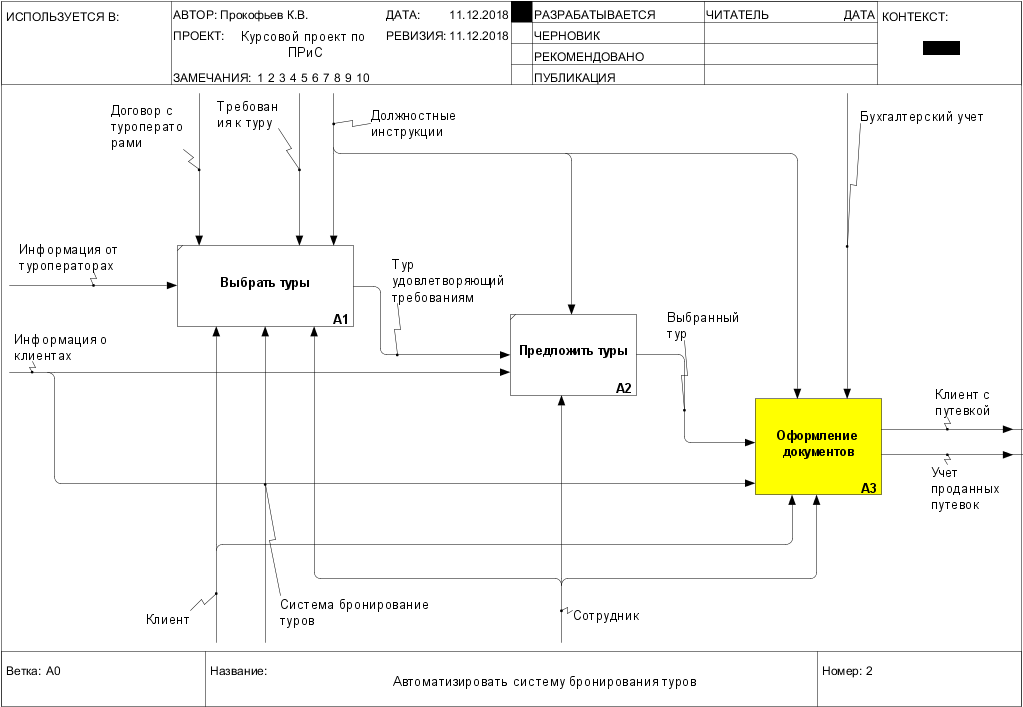 ИСПОЛЬЗУЕТСЯ В:
АВТОР: Прокофьев К.В.
ДАТА: 11.12.2018
РАЗРАБАТЫВАЕТСЯ
ЧИТАТЕЛЬ
ДАТА
КОНТЕКСТ:
ПРОЕКТ: Курсовой проект по
ПРиС
РЕВИЗИЯ: 11.12.2018
ЧЕРНОВИК
РЕКОМЕНДОВАНО
ЗАМЕЧАНИЯ: 1 2 3 4 5 6 7 8 9 10
ПУБЛИКАЦИЯ
Договор с
туроперато
рами
Требован
ия к туру
Должностные
инструкции
Бухгалтерский учет
Информация от
туроператорах
Выбрать туры
A1
Тур
удовлетворяющий
требованиям
Информация о
клиентах
Предложить туры
A2
Выбранный
тур
Оформление
документов
A3
Клиент с
путевкой
Учет
проданных
путевок
Клиент
Система бронирование
туров
Сотрудник
Ветка: A0
Название:
Автоматизировать систему бронирования туров
Номер: 2